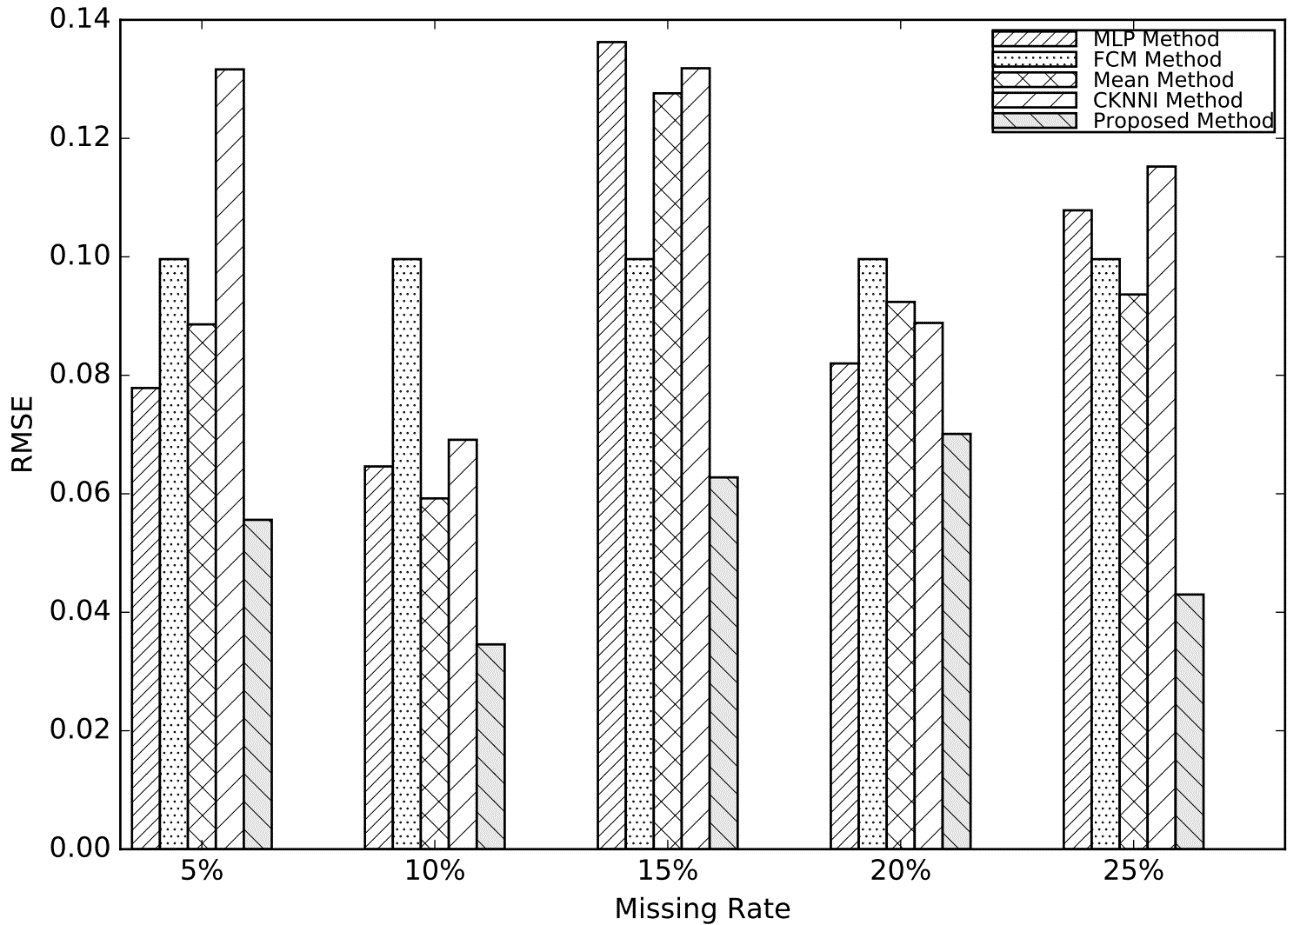 0.14
0.12
0.10
0.08
0.06
0.04
0.02
0.00
RMSE
MLP Method
FCM Method
Mean Method
CKNNI Method
Proposed Method
5% 10% 15% 20% 25%
Missing Rate